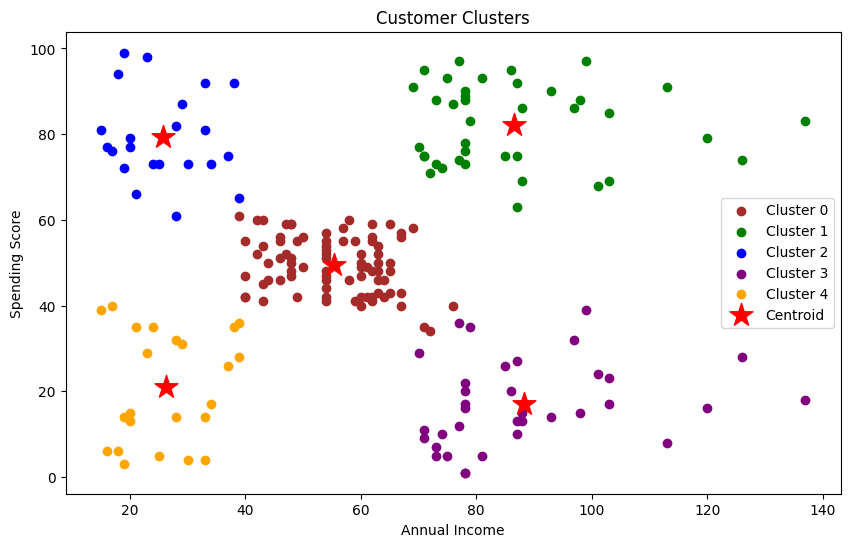 Customer Clusters
Spending Score
100
80
60
40
20
0
Cluster 0
Cluster 1
Cluster 2
Cluster 3
Cluster 4
Centroid
20 40 60 80 100 120 140
Annual Income